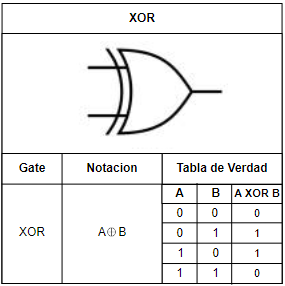 XOR
Gate Notacion Tabla de Verdad
A B A XOR B
0 0 0
0 1 1
XOR A⦶B
1 0 1
1 1 0